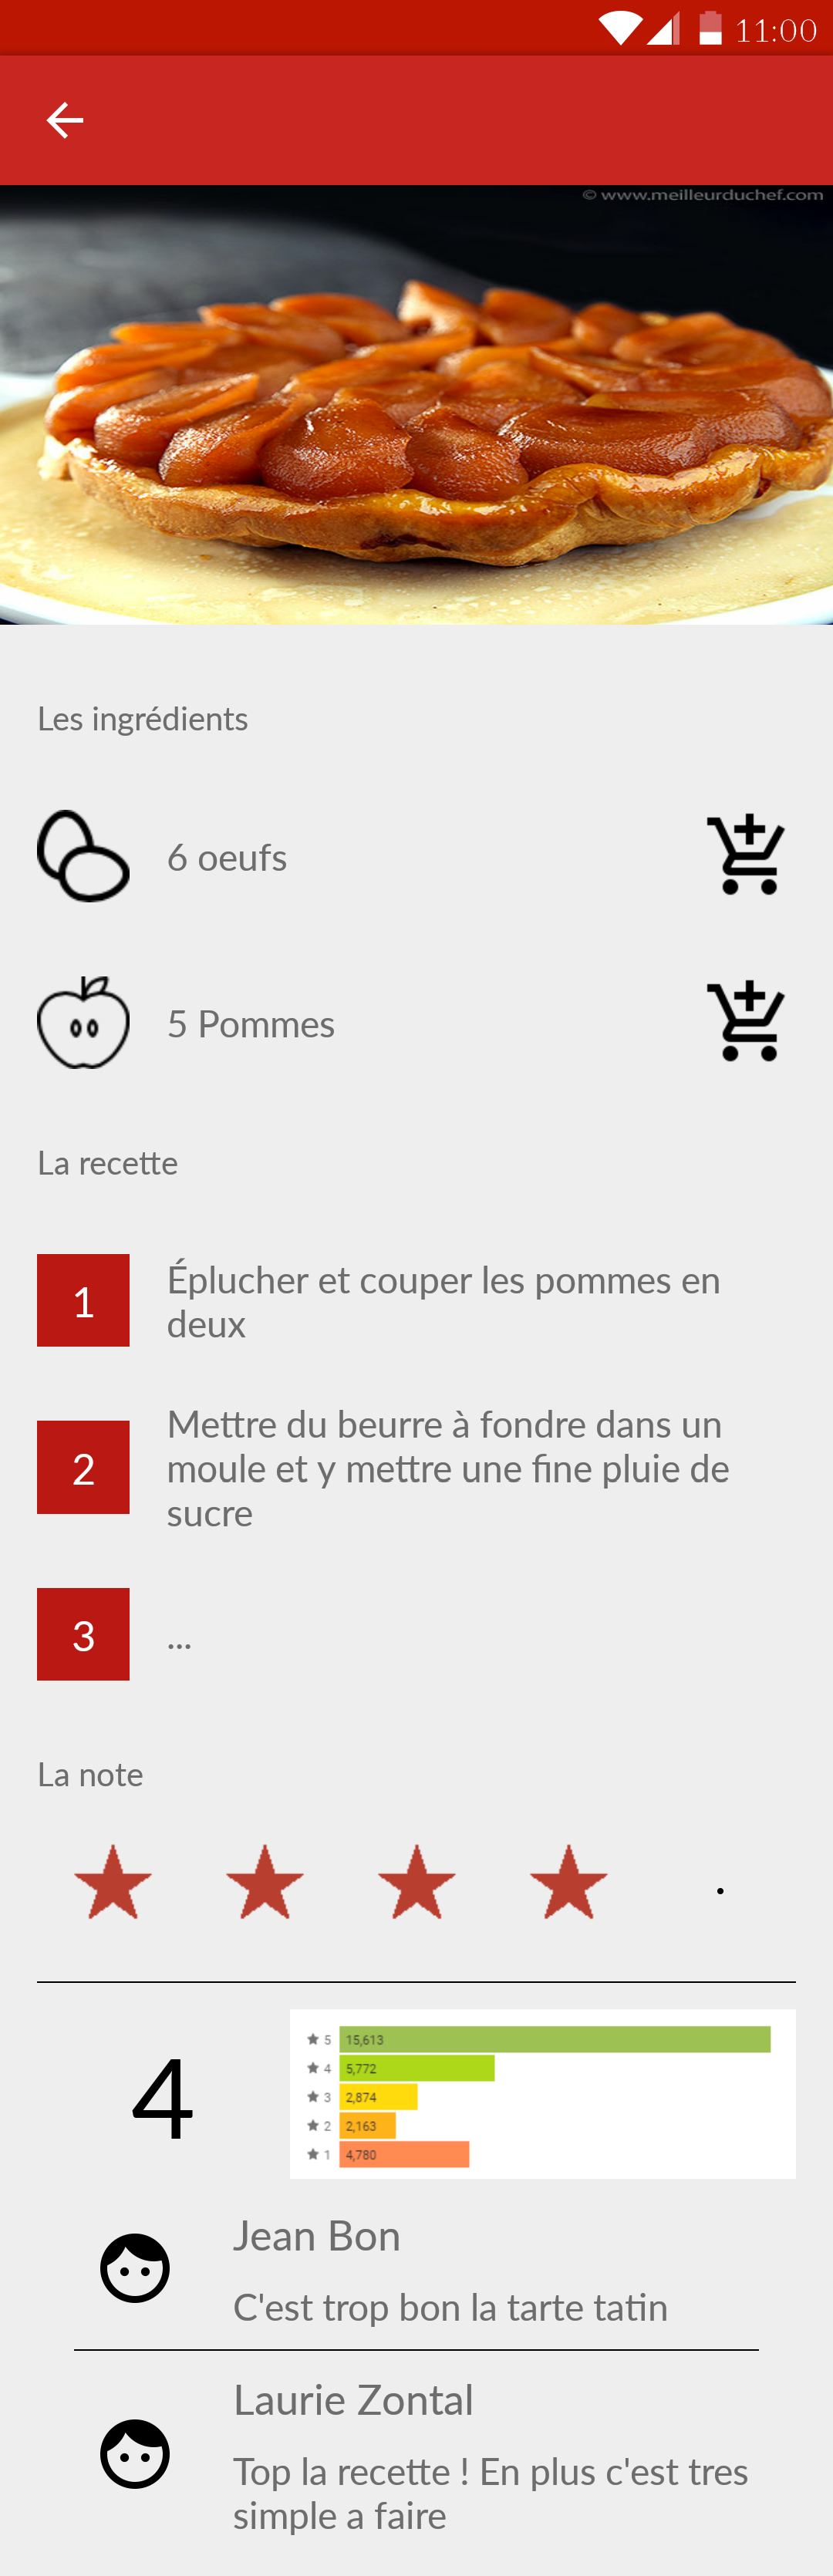 11:00
© www.meilleurduchef.com
Les ingrédients
6 oeufs
5 Pommes
La recette
1
Éplucher et couper les pommes en
deux
2
Mettre du beurre à fondre dans un
moule et y mettre une fine pluie de
sucre
3
...
La note
4
5 15,613
4 5,772
3 2,874
2 2,163
1 4,780
Jean Bon
C'est trop bon la tarte tatin
Laurie Zontal
Top la recette ! En plus c'est tres
simple a faire